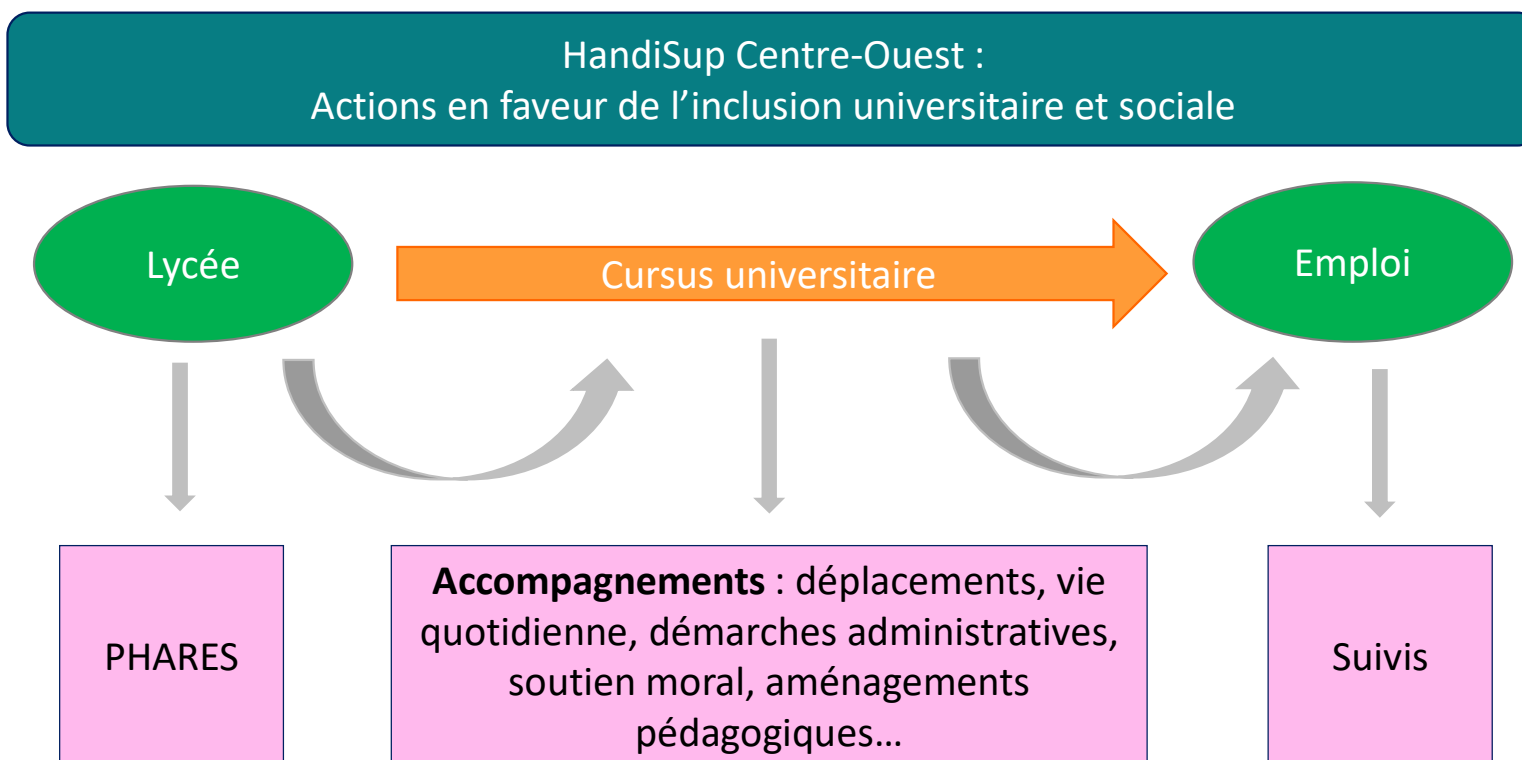 HandiSup Centre-Ouest :
Actions en faveur de l’inclusion universitaire et sociale
Lycée
Cursus universitaire
Emploi
PHARES
Accompagnements : déplacements, vie
quotidienne, démarches administratives,
soutien moral, aménagements
pédagogiques…
Suivis